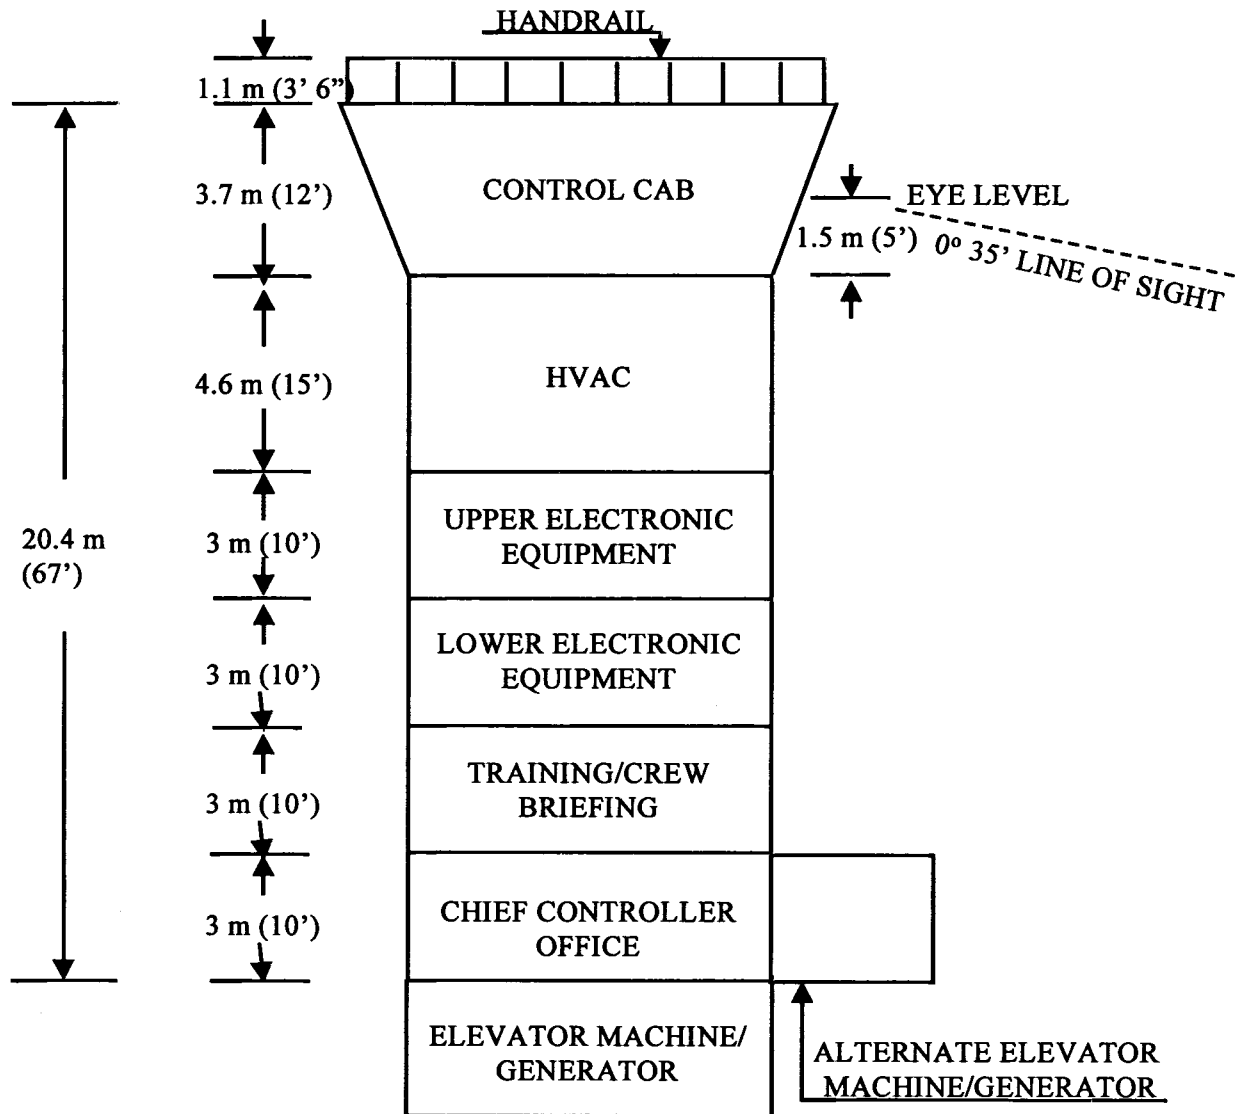 HANDRAIL
1.1 m (3' 6")
3.7 m (12')
CONTROL CAB
EYE LEVEL
1.5 m (5')
0º 35' LINE OF SIGHT
4.6 m (15')
HVAC
20.4 m
(67')
3 m (10')
UPPER ELECTRONIC
EQUIPMENT
3 m (10')
LOWER ELECTRONIC
EQUIPMENT
3 m (10')
TRAINING/CREW
BRIEFING
3 m (10')
CHIEF CONTROLLER
OFFICE
ELEVATOR MACHINE/
GENERATOR
ALTERNATE ELEVATOR
MACHINE/GENERATOR